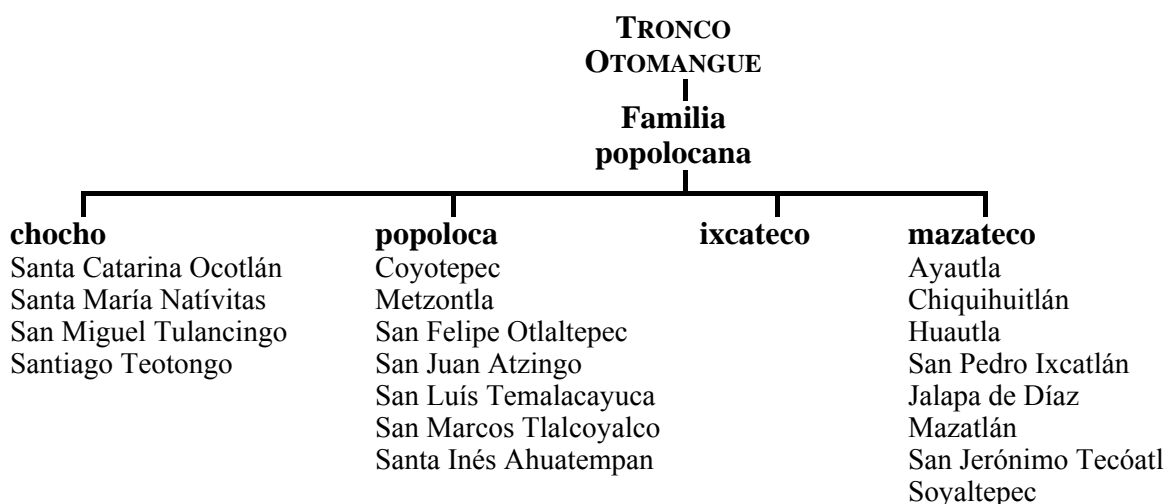 TRONCO
OTOMANGUE
Familia
popolocana
chocho
Santa Catarina Ocotlán
Santa María Natívitas
San Miguel Tulancingo
Santiago Teotongo
popoloca
Coyotepec
Metzontla
San Felipe Otlaltepec
San Juan Atzingo
San Luís Temalacayuca
San Marcos Tlalcoyalco
Santa Inés Ahuatempan
ixcateco
mazateco
Ayautla
Chiquihuitlán
Huautla
San Pedro Ixcatlán
Jalapa de Díaz
Mazatlán
San Jerónimo Tecóatl
Soyaltepec